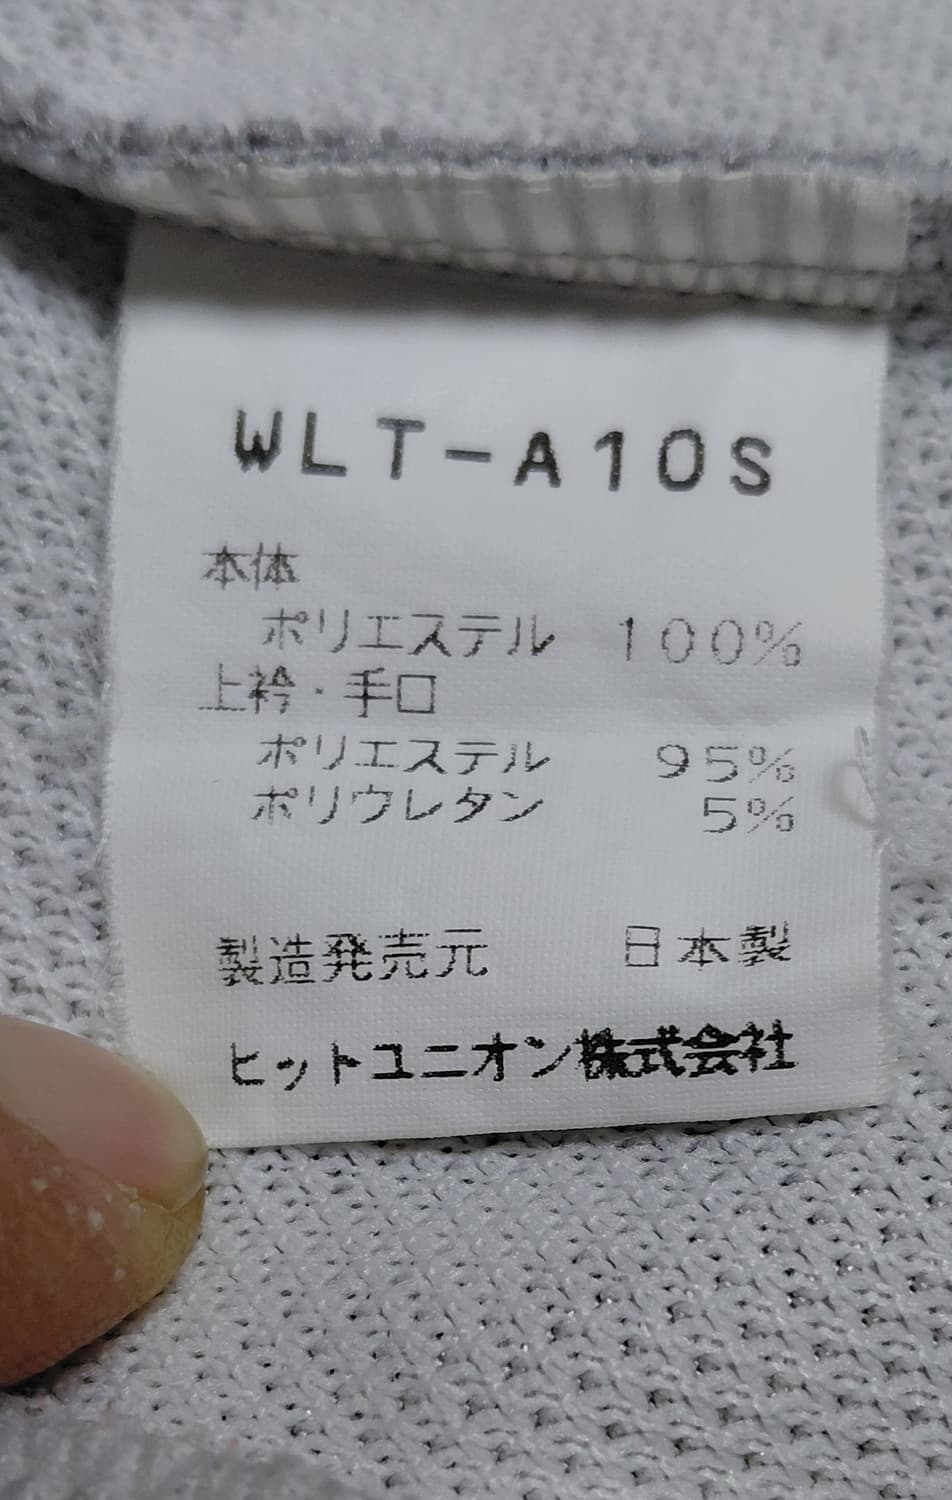 WLT-A10S
本体
ポリエステル 100%
上衿・手口
ポリエステル 95%
ポリウレタン 5%
製造発売元 日本製
ヒットユニオン株式会社